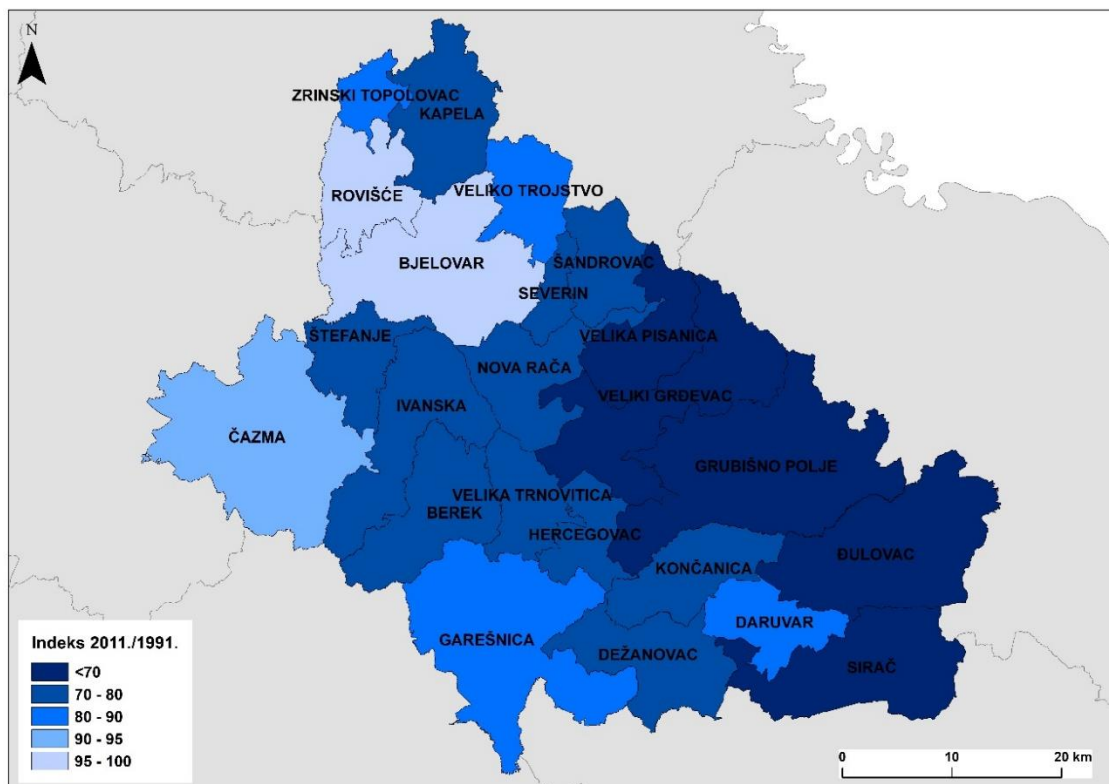 N
ZRINSKI TOPOLOVAC
KAPELA
ROVIŠĆE
VELIKO TROJSTVO
BJELOVAR
ŠANDROVAC
SEVERIN
ŠTEFANJE
VELIKA PISANICA
NOVA RAČA
VELIKI GRĐEVAC
IVANSKA
ČAZMA
GRUBIŠNO POLJE
VELIKA TRNOVITICA
BEREK
HERCEGOVAC
ĐULOVAC
KONČANICA
DARUVAR
GAREŠNICA
DEŽANOVAC
SIRAČ
Indeks 2011./1991.
<70
70 - 80
80 - 90
90 - 95
95 - 100
0 10 20 km